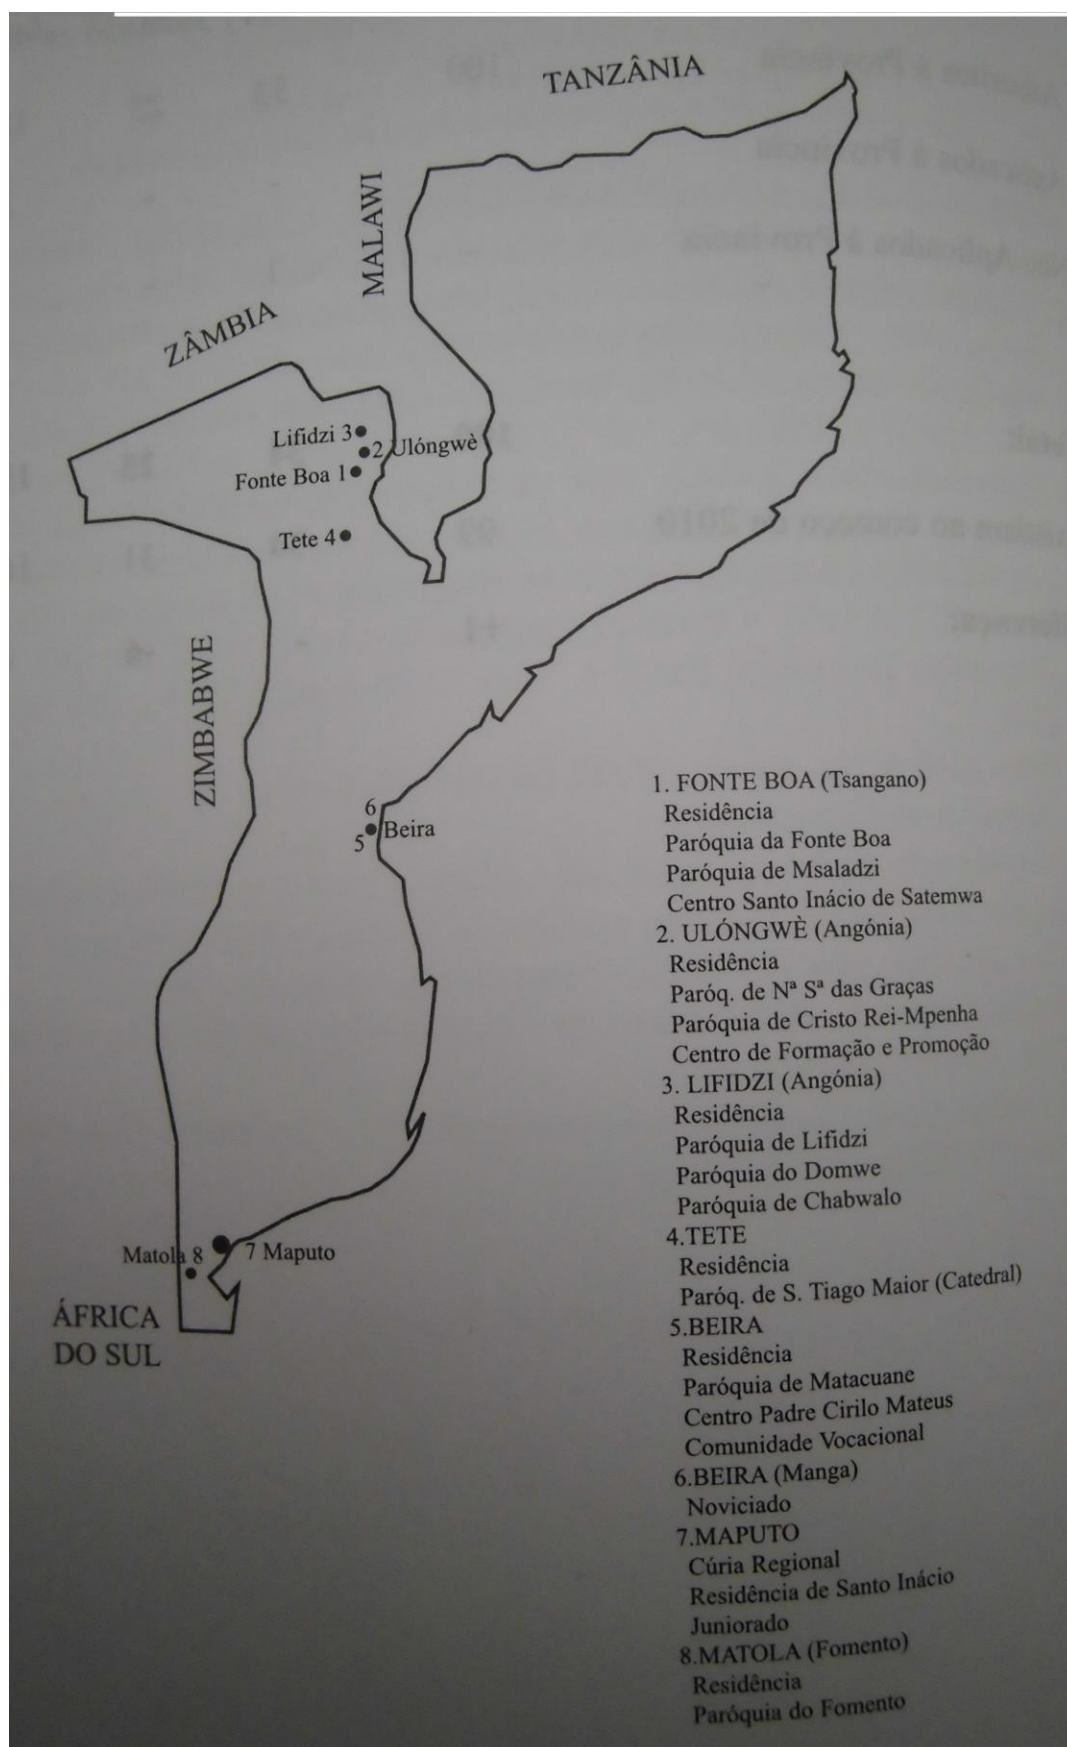 TANZÂNIA
MALAWI
ZÂMBIA
Lifidzi 3
2 Ulóngwè
Fonte Boa 1
Tete 4
ZIMBABWE
6
5 Beira
Matola 8
7 Maputo
ÁFRICA
DO SUL
1. FONTE BOA (Tsangano)
Residência
Paróquia da Fonte Boa
Paróquia de Msaladzi
Centro Santo Inácio de Satemwa
2. ULÓNGWÈ (Angónia)
Residência
Paróq. de Nª Sª das Graças
Paróquia de Cristo Rei-Mpenha
Centro de Formação e Promoção
3. LIFIDZI (Angónia)
Residência
Paróquia de Lifidzi
Paróquia do Domwe
Paróquia de Chabwalo
4.TETE
Residência
Paróq. de S. Tiago Maior (Catedral)
5.BEIRA
Residência
Paróquia de Matacuane
Centro Padre Cirilo Mateus
Comunidade Vocacional
6.BEIRA (Manga)
Noviciado
7.MAPUTO
Cúria Regional
Residência de Santo Inácio
Juniorado
8.MATOLA (Fomento)
Residência
Paróquia do Fomento